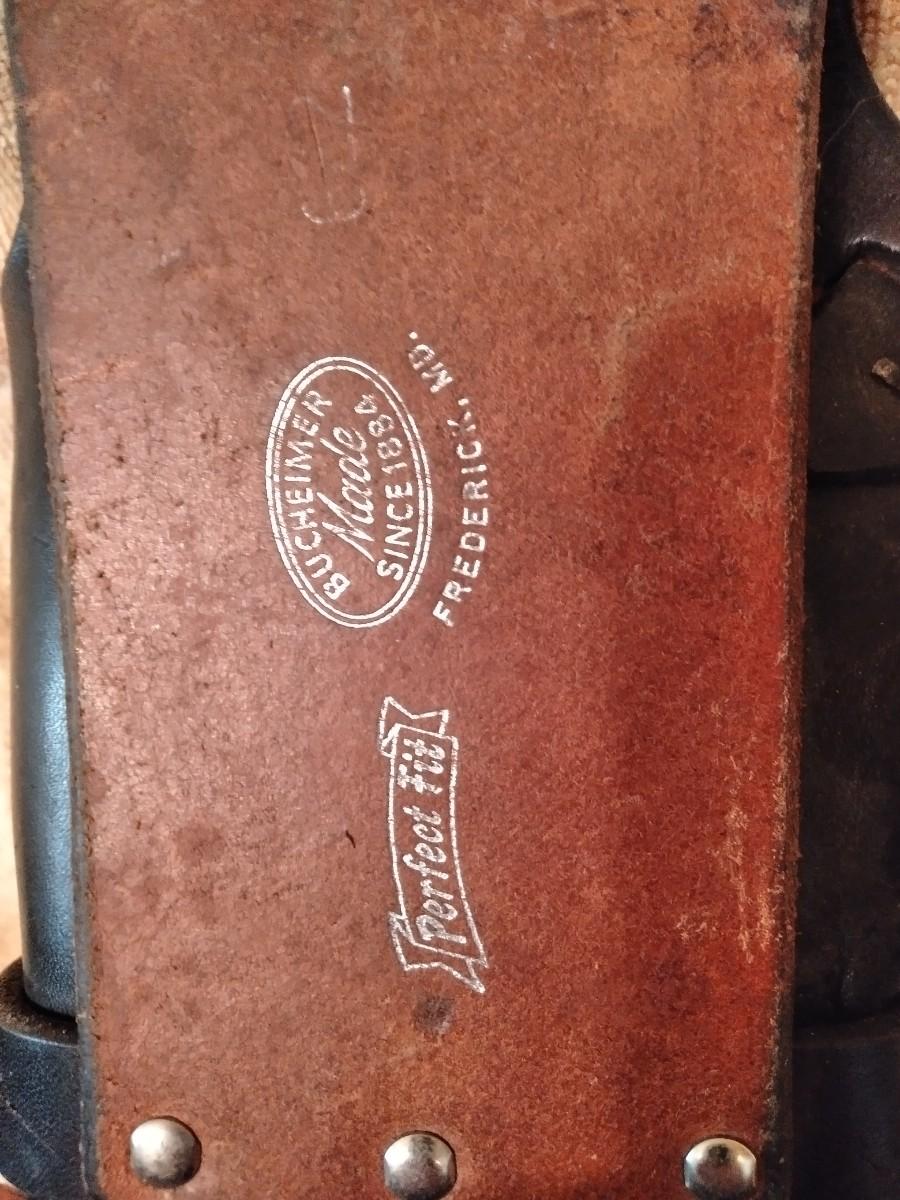 BUCHEIMER
Made
SINCE 1884
FREDERICK, MD.
Perfect Fit